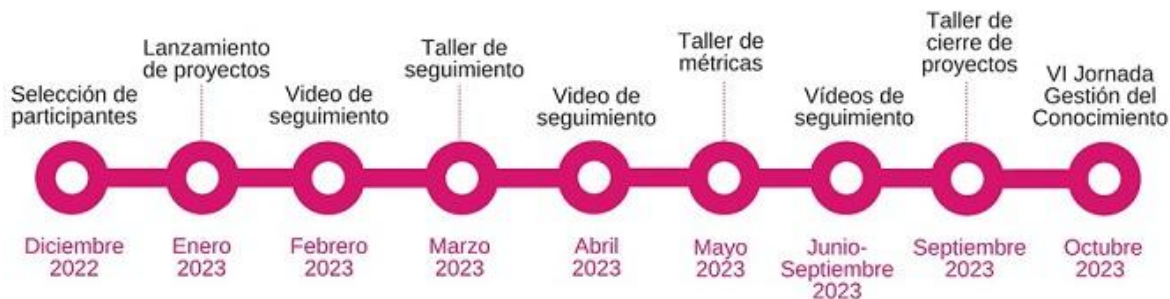 Selección de
participantes
Diciembre
2022
Lanzamiento
de proyectos
Enero
2023
Video de
seguimiento
Febrero
2023
Taller de
seguimiento
Marzo
2023
Video de
seguimiento
Abril
2023
Taller de
métricas
Mayo
2023
Vídeos de
seguimiento
Junio-
Septiembre
2023
Taller de
cierre de
proyectos
Septiembre
2023
VI Jornada
Gestión del
Conocimiento
Octubre
2023